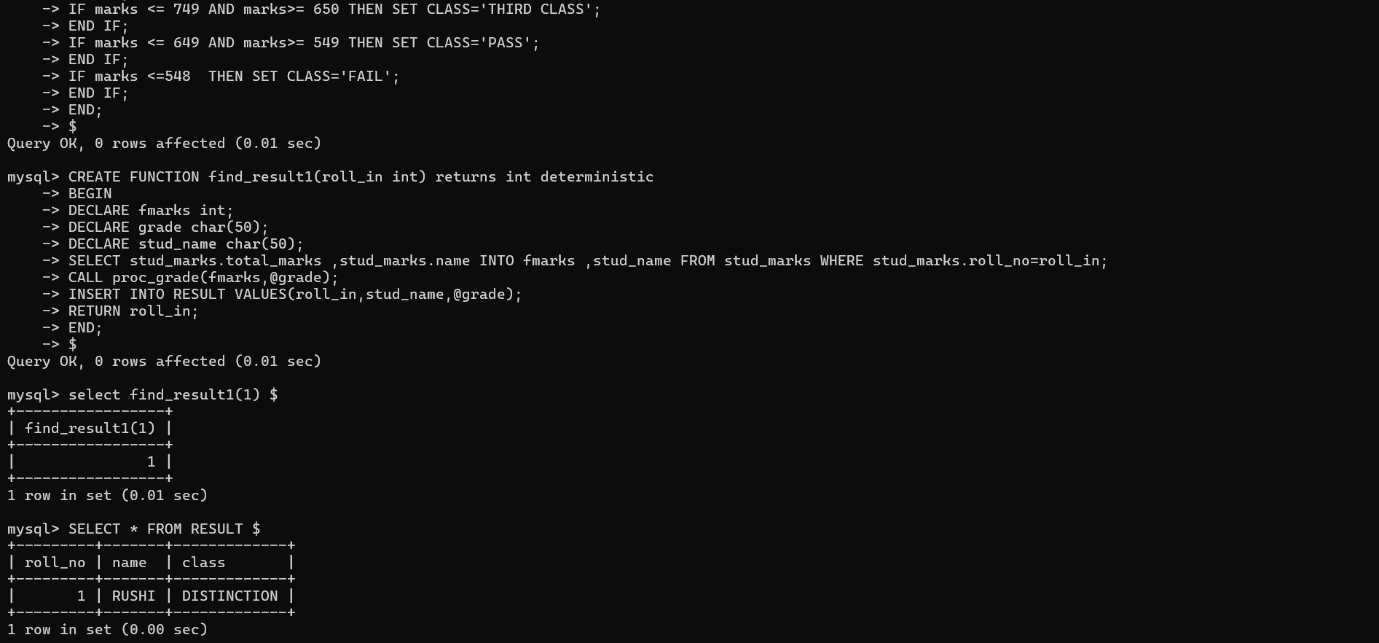 -> IF marks <= 749 AND marks>= 650 THEN SET CLASS='THIRD CLASS';
    -> END IF;
    -> IF marks <= 649 AND marks>= 549 THEN SET CLASS='PASS';
    -> END IF;
    -> IF marks <=548  THEN SET CLASS='FAIL';
    -> END IF;
    -> END;
    -> $
Query OK, 0 rows affected (0.01 sec)

mysql> CREATE FUNCTION find_result1(roll_in int) returns int deterministic
    -> BEGIN
    -> DECLARE fmarks int;
    -> DECLARE grade char(50);
    -> DECLARE stud_name char(50);
    -> SELECT stud_marks.total_marks ,stud_marks.name INTO fmarks ,stud_name FROM stud_marks WHERE stud_marks.roll_no=roll_in;
    -> CALL proc_grade(fmarks,@grade);
    -> INSERT INTO RESULT VALUES(roll_in,stud_name,@grade);
    -> RETURN roll_in;
    -> END;
    -> $
Query OK, 0 rows affected (0.01 sec)

mysql> select find_result1(1) $
+-----------------+
| find_result1(1) |
+-----------------+
|               1 |
+-----------------+
1 row in set (0.01 sec)

mysql> SELECT * FROM RESULT $
+---------+-------+-------------+
| roll_no | name  | class       |
+---------+-------+-------------+
|       1 | RUSHI | DISTINCTION |
+---------+-------+-------------+
1 row in set (0.00 sec)